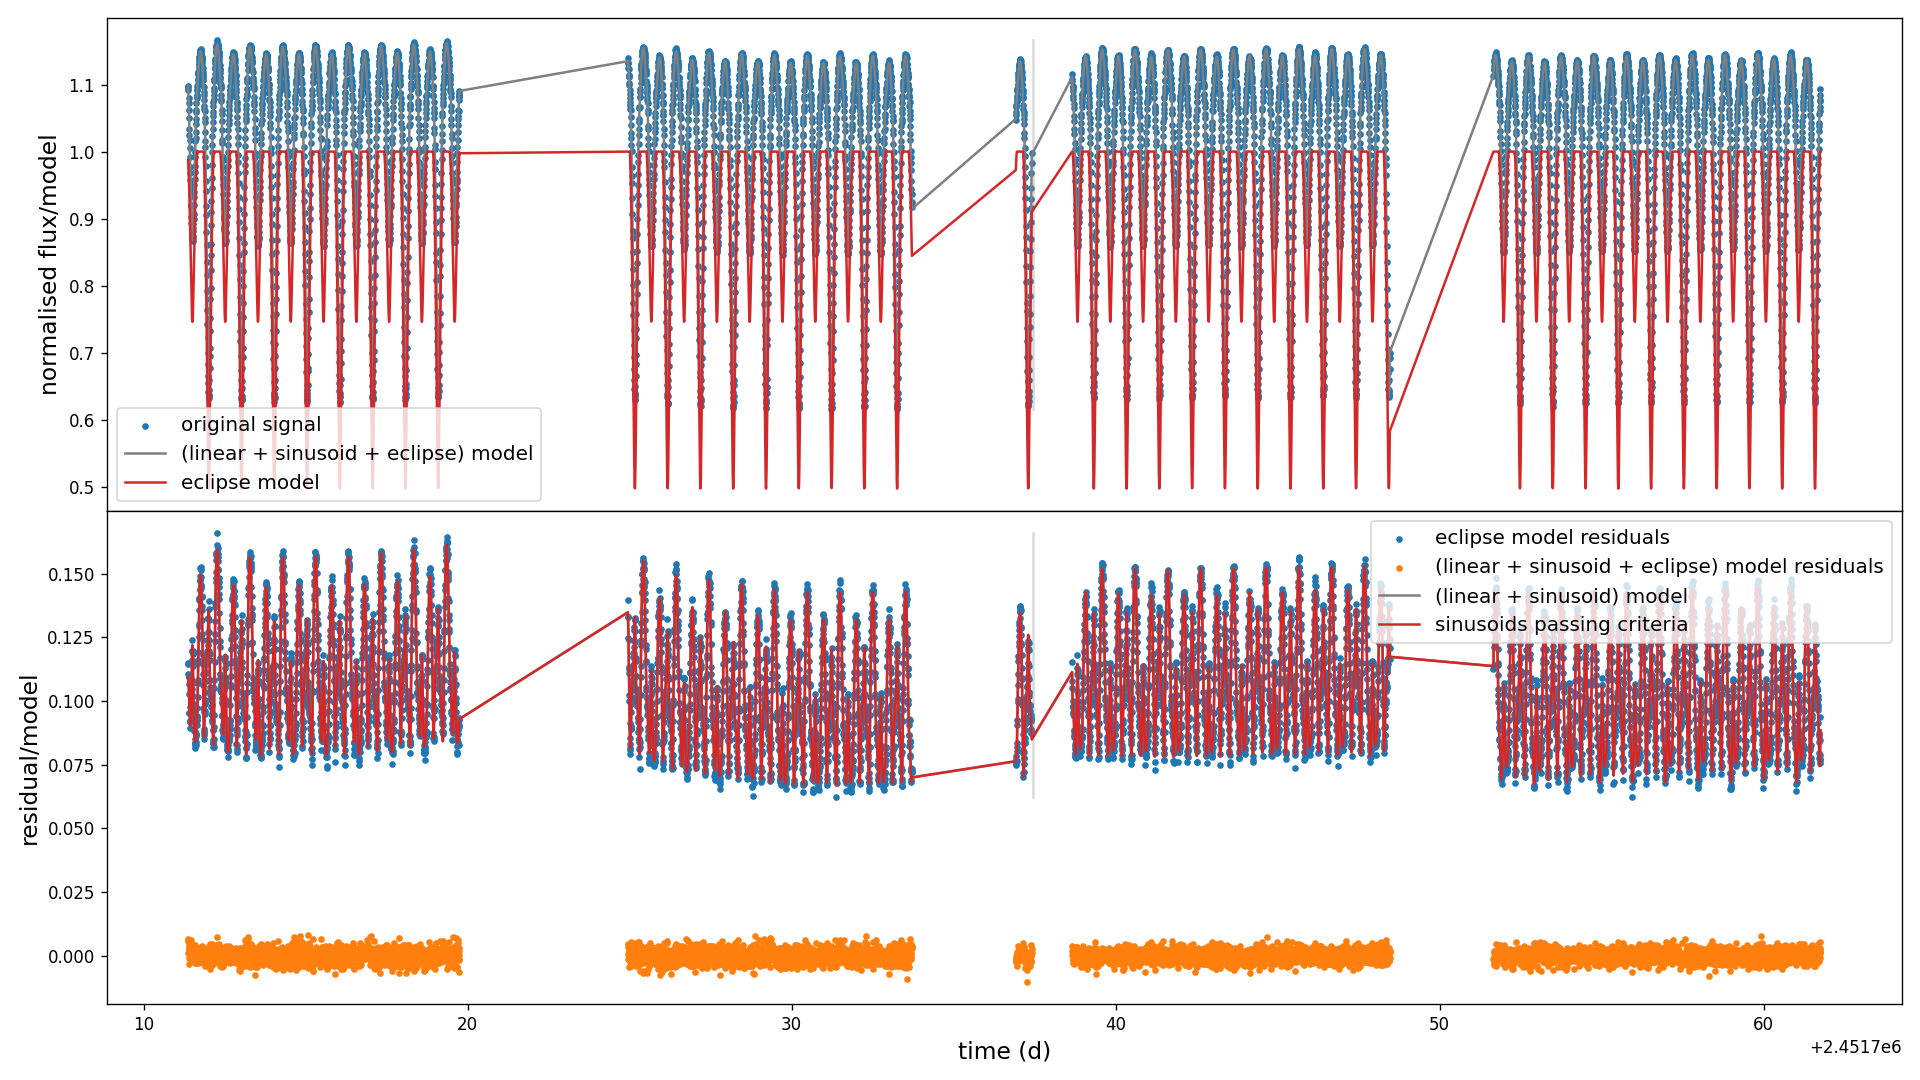 normalised flux/model
1.1
1.0
0.9
0.8
0.7
0.6
0.5
original signal
(linear + sinusoid + eclipse) model
eclipse model
residual/model
0.150
0.125
0.100
0.075
0.050
0.025
0.000
eclipse model residuals
(linear + sinusoid + eclipse) model residuals
(linear + sinusoid) model
sinusoids passing criteria
10 20 30 40 50 60
time (d)
+2.4517e6